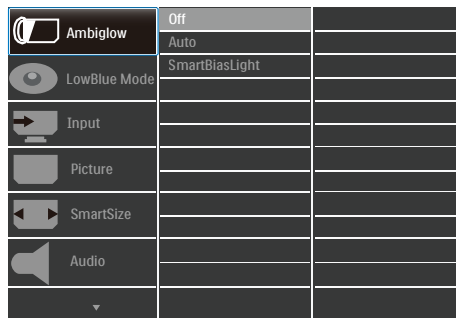 Ambiglow
LowBlue Mode
Input
Picture
SmartSize
Audio
Off
Auto
SmartBiasLight